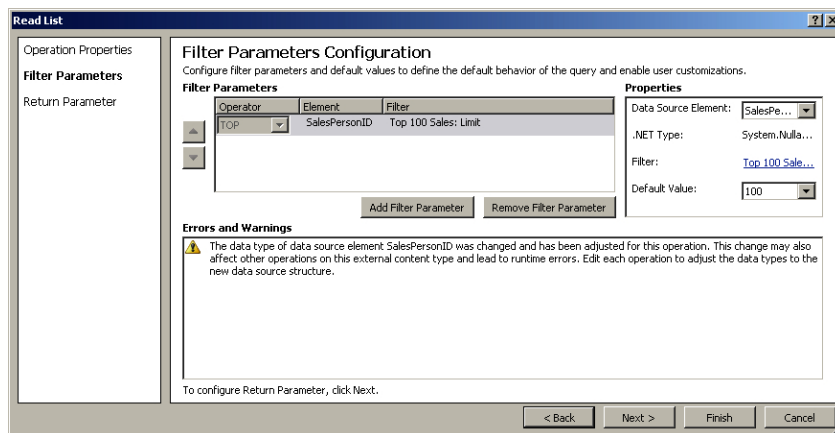 Read List
Operation Properties
Filter Parameters
Return Parameter
Filter Parameters Configuration
Configure filter parameters and default values to define the default behavior of the query and enable user customizations.
Filter Parameters
Operator Element Filter
TOP SalesPersonID Top 100 Sales: Limit
Add Filter Parameter Remove Filter Parameter
Properties
Data Source Element: SalesPe...
.NET Type: System.Nulla...
Filter: Top 100 Sale...
Default Value: 100
Errors and Warnings
The data type of data source element SalesPersonID was changed and has been adjusted for this operation. This change may also
affect other operations on this external content type and lead to runtime errors. Edit each operation to adjust the data types to the
new data source structure.
To configure Return Parameter, click Next.
< Back Next > Finish Cancel